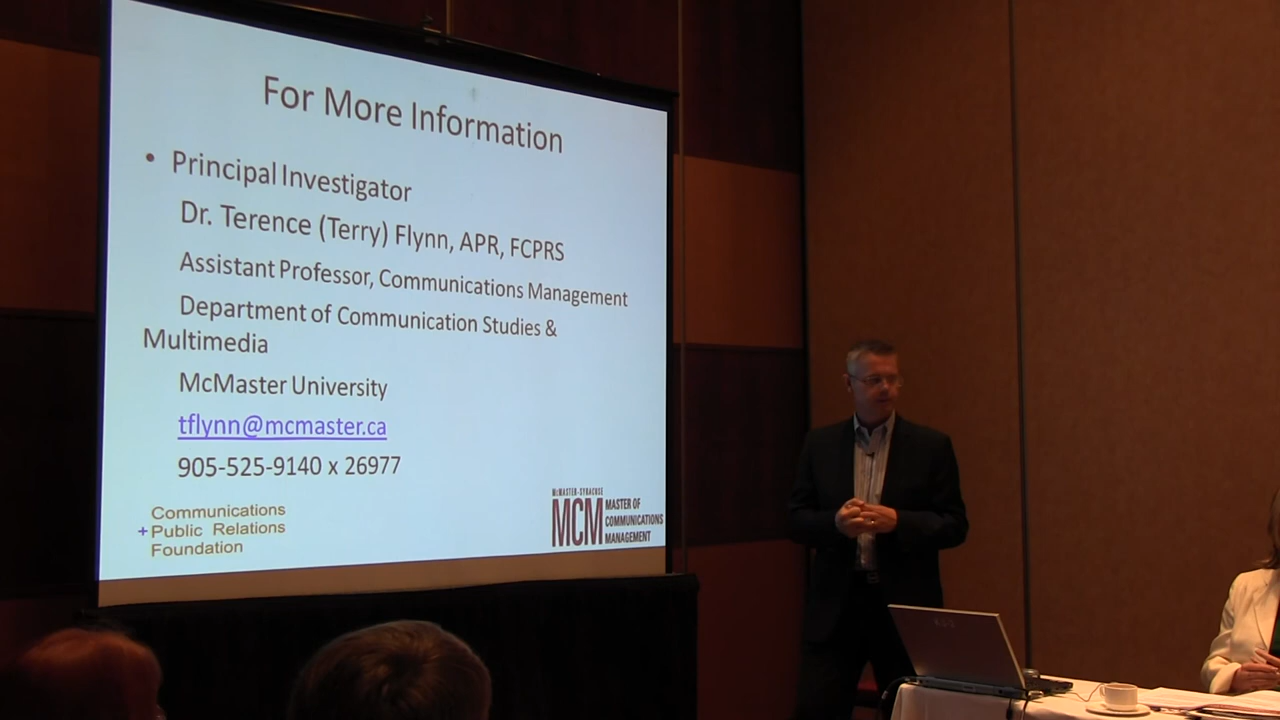 For More Information
• Principal Investigator
Dr. Terence (Terry) Flynn, APR, FCPRS
Assistant Professor, Communications Management
Department of Communication Studies &
Multimedia
McMaster University
tflynn@mcmaster.ca
905-525-9140 x 26977
Communications
+Public Relations
Foundation
McMASTER-SYRACUSE
MCM MASTER OF
COMMUNICATIONS
MANAGEMENT